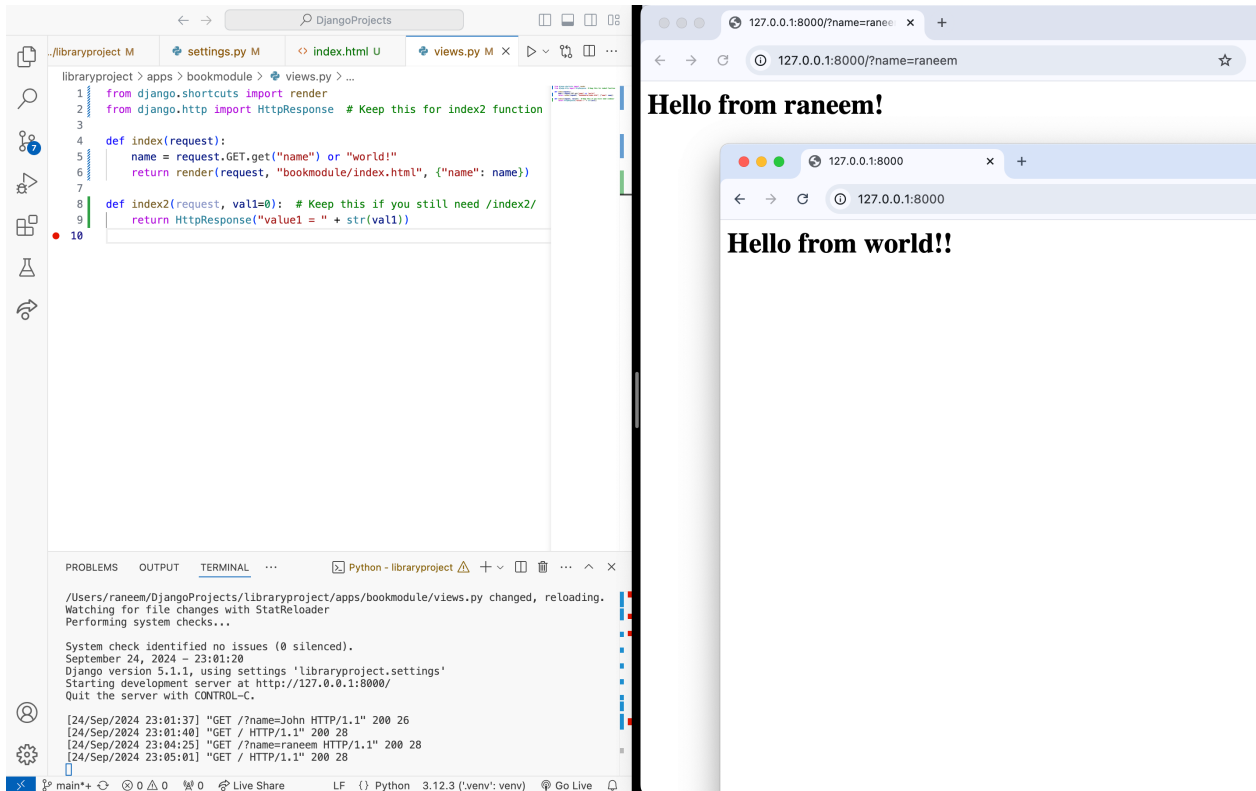 DjangoProjects
./libraryproject M
settings.py M
index.html U
views.py M
libraryproject > apps > bookmodule > views.py > ...
1 from django.shortcuts import render
2 from django.http import HttpResponse  # Keep this for index2 function
3
4 def index(request):
5     name = request.GET.get("name") or "world!"
6     return render(request, "bookmodule/index.html", {"name": name})
7
8 def index2(request, val1=0):  # Keep this if you still need /index2/
9     return HttpResponse("value1 = " + str(val1))
10
7
PROBLEMS OUTPUT TERMINAL ... Python - libraryproject
/Users/raneem/DjangoProjects/libraryproject/apps/bookmodule/views.py changed, reloading.
Watching for file changes with StatReloader
Performing system checks...
System check identified no issues (0 silenced).
September 24, 2024 - 23:01:20
Django version 5.1.1, using settings 'libraryproject.settings'
Starting development server at http://127.0.0.1:8000/
Quit the server with CONTROL-C.
[24/Sep/2024 23:01:37] "GET /?name=John HTTP/1.1" 200 26
[24/Sep/2024 23:01:40] "GET / HTTP/1.1" 200 28
[24/Sep/2024 23:04:25] "GET /?name=raneem HTTP/1.1" 200 28
[24/Sep/2024 23:05:01] "GET / HTTP/1.1" 200 28
main*+ 0 0 0 Live Share LF {} Python 3.12.3 ('.venv': venv) Go Live
127.0.0.1:8000/?name=ranee
127.0.0.1:8000/?name=raneem
Hello from raneem!
127.0.0.1:8000
127.0.0.1:8000
Hello from world!!